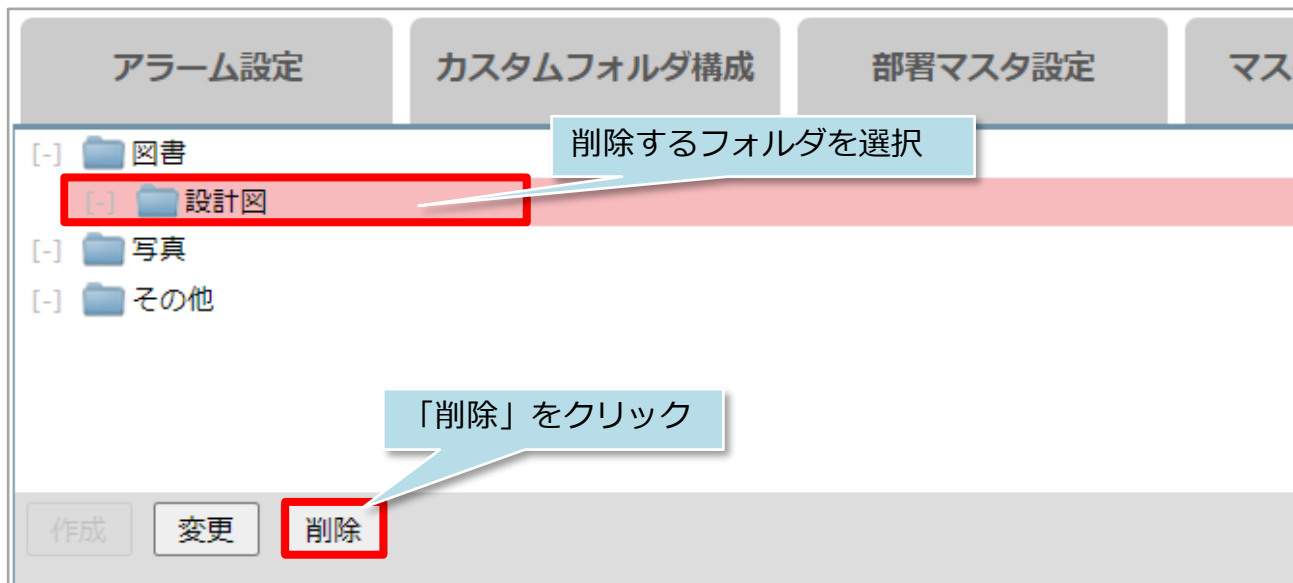 アラーム設定 カスタムフォルダ構成 部署マスタ設定 マス
削除するフォルダを選択
[-] 図書
[-] 設計図
[-] 写真
[-] その他
「削除」をクリック
作成 変更 削除